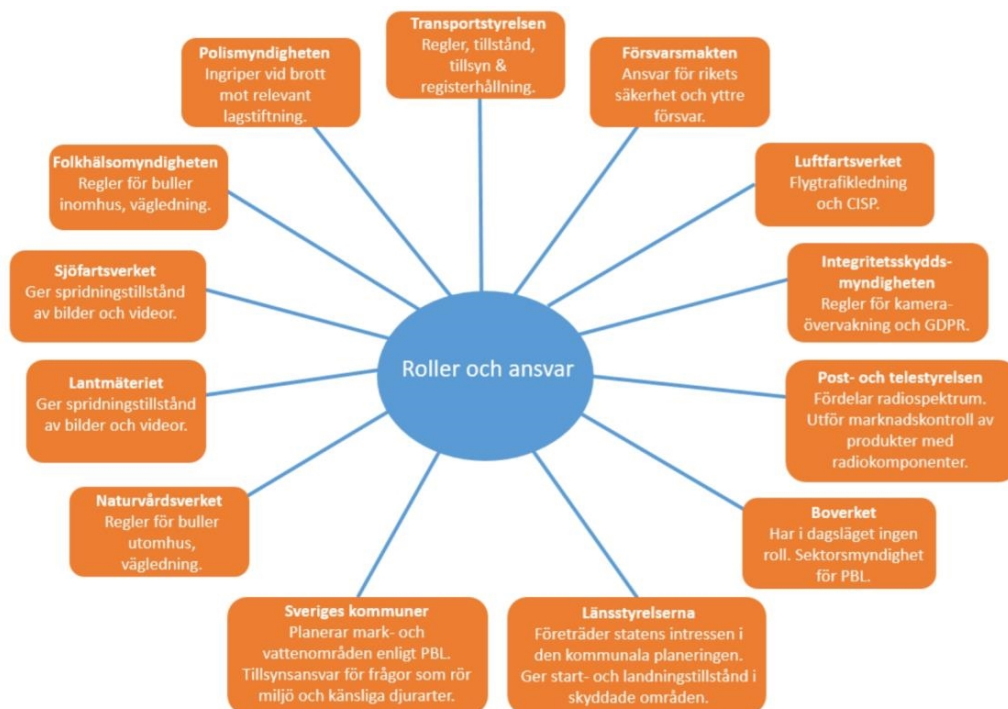 Transportstyrelsen
Regler, tillstånd,
tillsyn &
registerhållning.
Försvarsmakten
Ansvar för rikets
säkerhet och yttre
försvar.
Luftfartsverket
Flygtrafikledning
och CISP.
Integritetsskydds-
myndigheten
Regler för kamera-
övervakning och GDPR.
Post- och telestyrelsen
Fördelar radiospektrum.
Utför marknadskontroll av
produkter med
radiokomponenter.
Boverket
Har i dagsläget ingen
roll. Sektorsmyndighet
för PBL.
Länsstyrelserna
Företräder statens intressen i
den kommunala planeringen.
Ger start- och landningstillstånd i
skyddade områden.
Sveriges kommuner
Planerar mark- och
vattenområden enligt PBL.
Tillsynsansvar för frågor som rör
miljö och känsliga djurarter.
Naturvårdsverket
Regler för buller
utomhus,
vägledning.
Lantmäteriet
Ger spridningstillstånd
av bilder och videor.
Sjöfartsverket
Ger spridningstillstånd
av bilder och videor.
Folkhälsomyndigheten
Regler för buller
inomhus, vägledning.
Polismyndigheten
Ingriper vid brott
mot relevant
lagstiftning.
Roller och ansvar